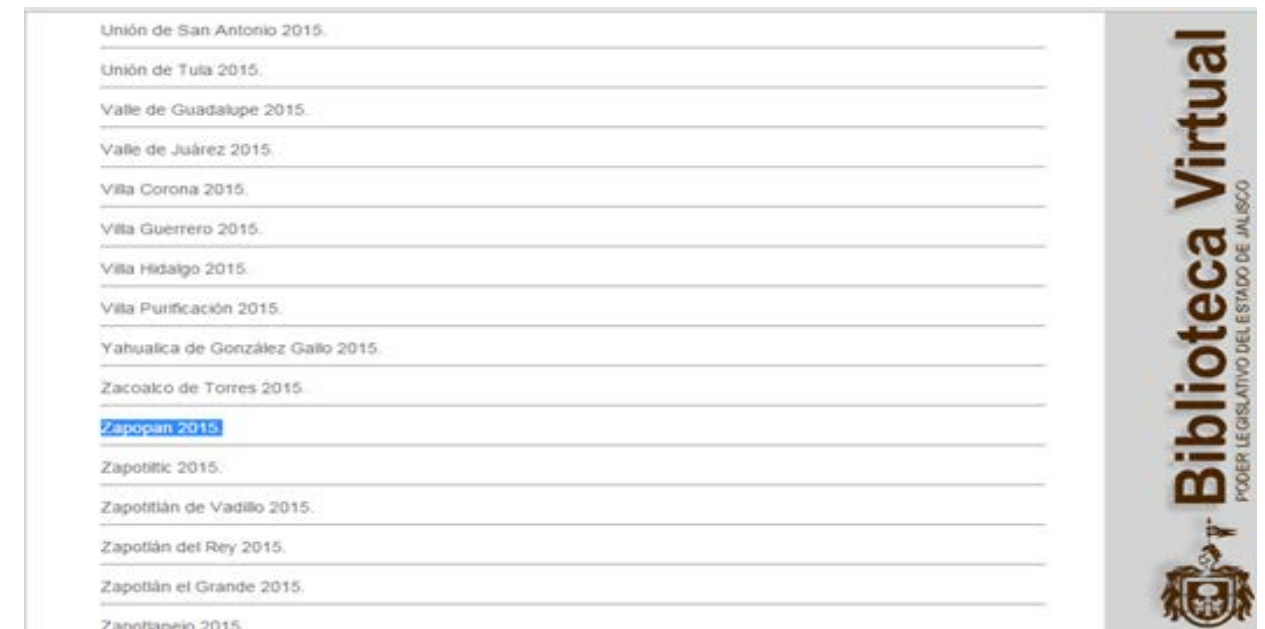 Unión de San Antonio 2015.
Unión de Tula 2015.
Valle de Guadalupe 2015.
Valle de Juárez 2015.
Villa Corona 2015.
Villa Guerrero 2015.
Villa Hidalgo 2015.
Villa Purificación 2015.
Yahualica de González Gallo 2015.
Zacoalco de Torres 2015.
Zapopan 2015.
Zapotiltic 2015.
Zapotitlán de Vadillo 2015.
Zapotlán del Rey 2015.
Zapotlán el Grande 2015.
Zapotlanejo 2015.
Biblioteca Virtual
PODER LEGISLATIVO DEL ESTADO DE JALISCO